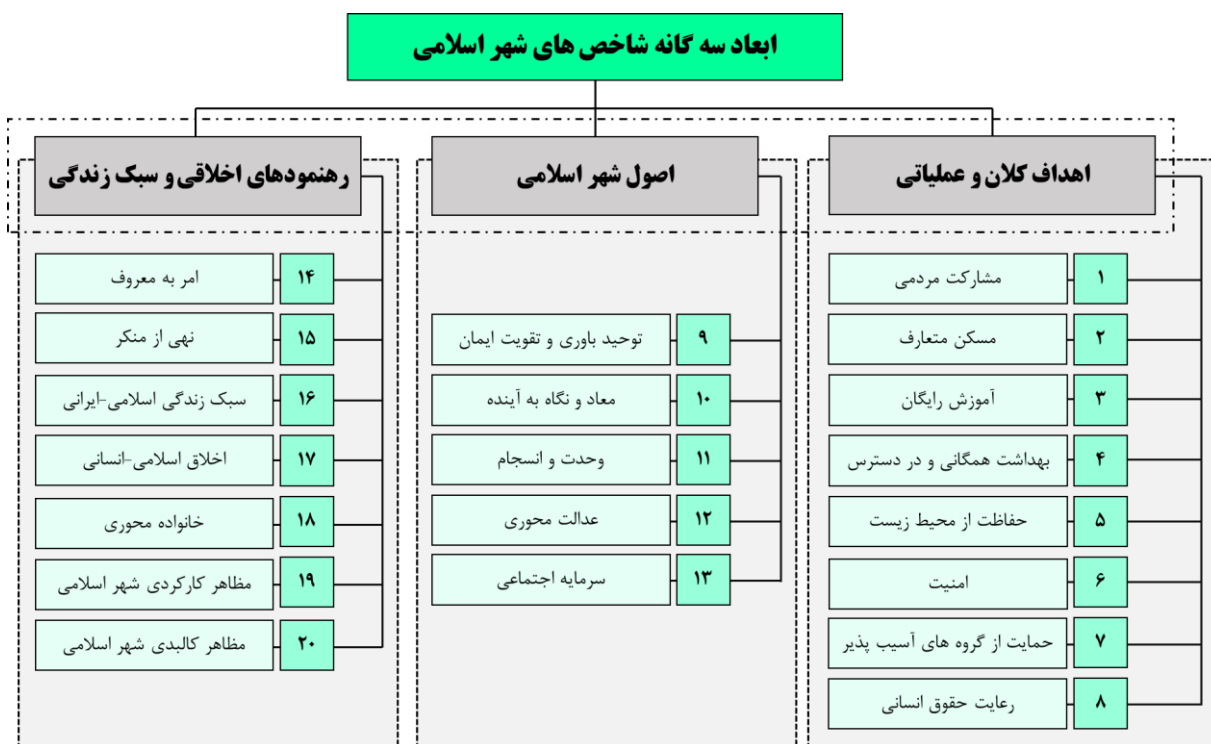 ابعاد سه گانه شاخص های شهر اسلامی
اهداف کلان و عملیاتی
۱ مشارکت مردمی
۲ مسکن متعارف
۳ آموزش رایگان
۴ بهداشت همگانی و در دسترس
۵ حفاظت از محیط زیست
۶ امنیت
۷ حمایت از گروه های آسیب پذیر
۸ رعایت حقوق انسانی
اصول شهر اسلامی
۹ توحید باوری و تقویت ایمان
۱۰ معاد و نگاه به آینده
۱۱ وحدت و انسجام
۱۲ عدالت محوری
۱۳ سرمایه اجتماعی
رهنمودهای اخلاقی و سبک زندگی
۱۴ امر به معروف
۱۵ نهی از منکر
۱۶ سبک زندگی اسلامی-ایرانی
۱۷ اخلاق اسلامی-انسانی
۱۸ خانواده محوری
۱۹ مظاهر کارکردی شهر اسلامی
۲۰ مظاهر کالبدی شهر اسلامی